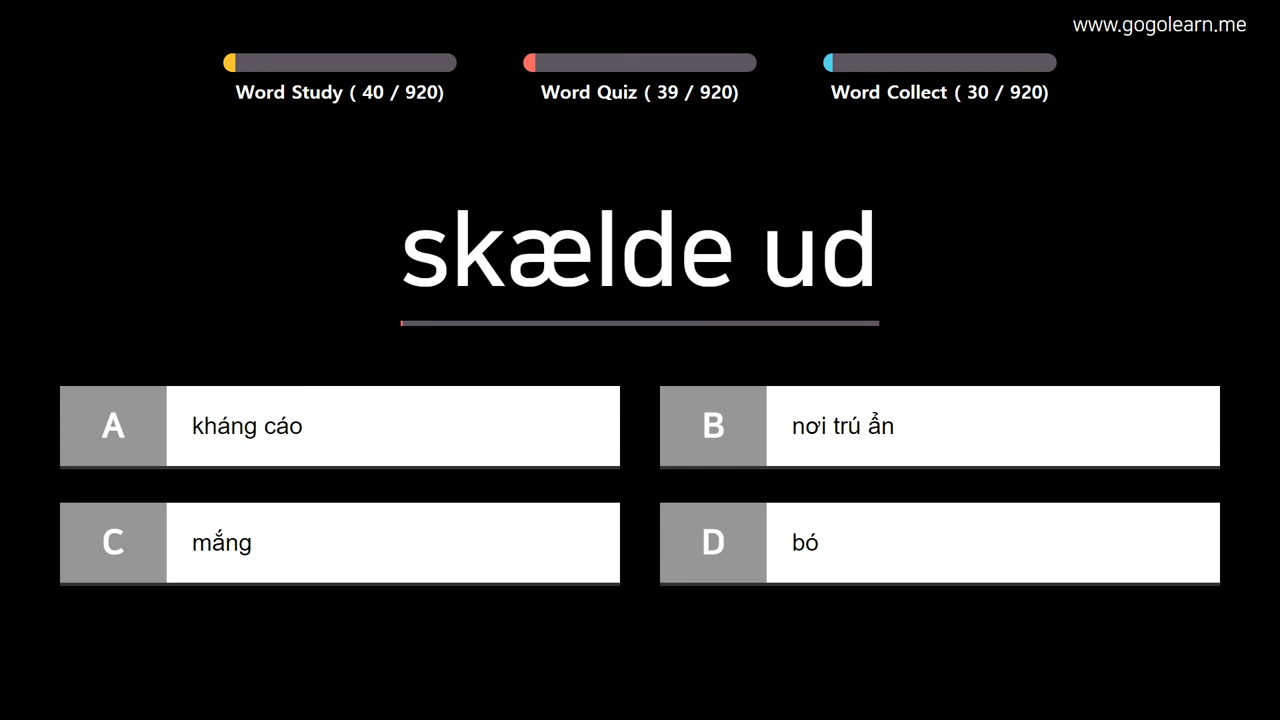 www.gogolearn.me
Word Study ( 40 / 920)
Word Quiz ( 39 / 920)
Word Collect ( 30 / 920)
skælde ud
A kháng cáo
B nơi trú ẩn
C mắng
D bó